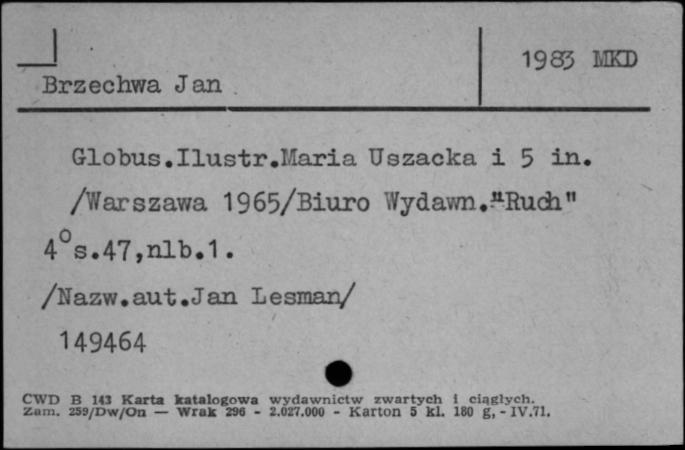 1983 MKD
Brzechwa Jan
Globus.Ilustr.Maria Uszacka i 5 in.
/Warszawa 1965/Biuro Wydawn."Ruch"
4⁰s.47,nlb.1.
/Nazw.aut.Jan Lesman/
149464
CWD B 143 Karta katalogowa wydawnictw zwartych i ciągłych.
Zam. 259/Dw/On — Wrak 296 - 2.027.000 - Karton 5 kl. 180 g, - IV.71.